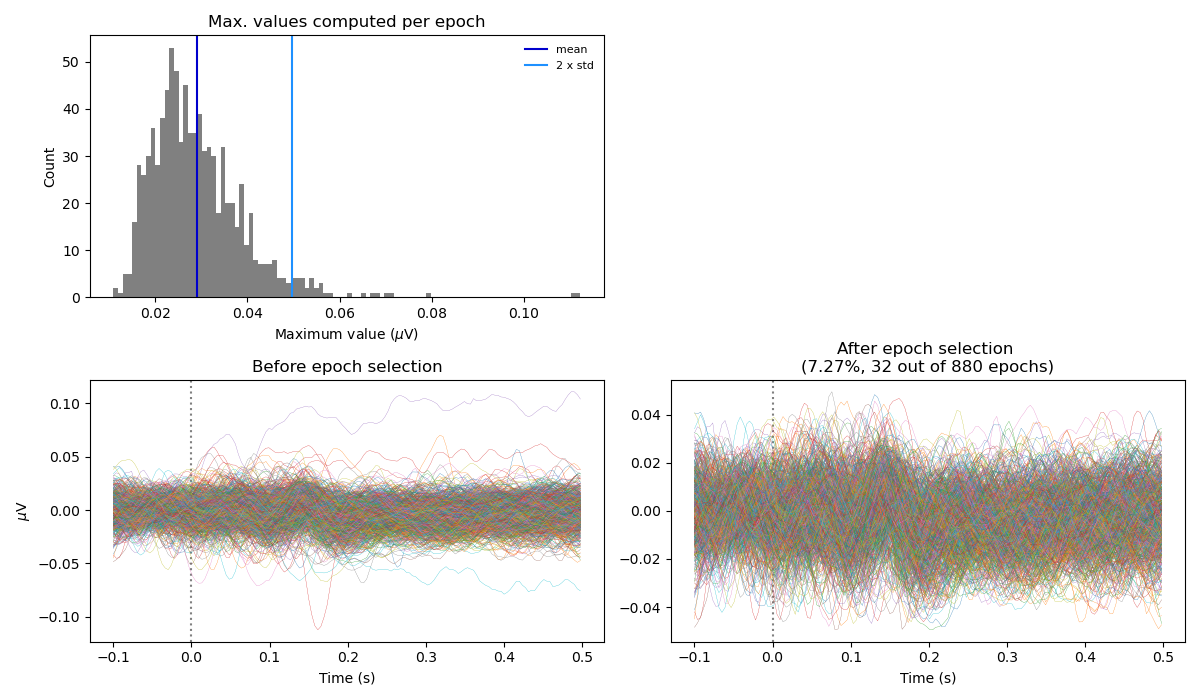 Max. values computed per epoch
mean
2 x std
Count
50
40
30
20
10
0
0.02 0.04 0.06 0.08 0.10
Maximum value (μV)
Before epoch selection
μV
0.10
0.05
0.00
−0.05
−0.10
−0.1 0.0 0.1 0.2 0.3 0.4 0.5
Time (s)
After epoch selection
(7.27%, 32 out of 880 epochs)
0.04
0.02
0.00
−0.02
−0.04
−0.1 0.0 0.1 0.2 0.3 0.4 0.5
Time (s)